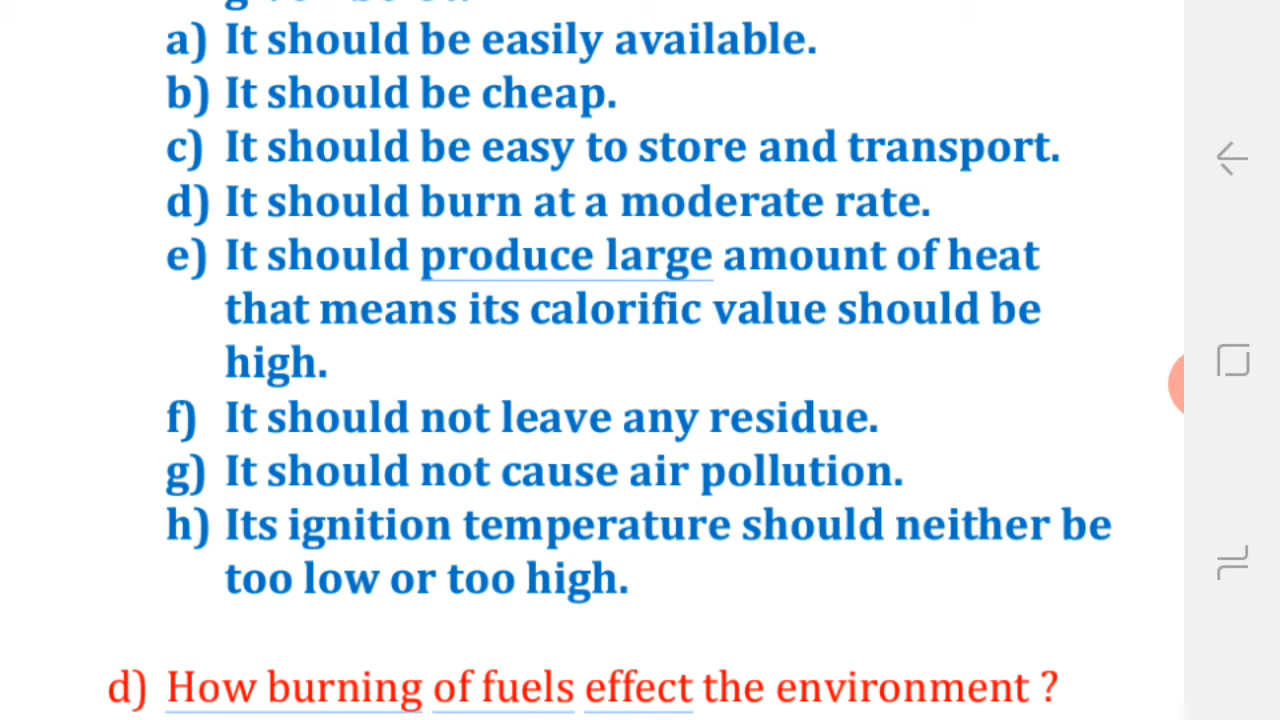 a) It should be easily available.
b) It should be cheap.
c) It should be easy to store and transport.
d) It should burn at a moderate rate.
e) It should produce large amount of heat
that means its calorific value should be
high.
f) It should not leave any residue.
g) It should not cause air pollution.
h) Its ignition temperature should neither be
too low or too high.
d) How burning of fuels effect the environment ?